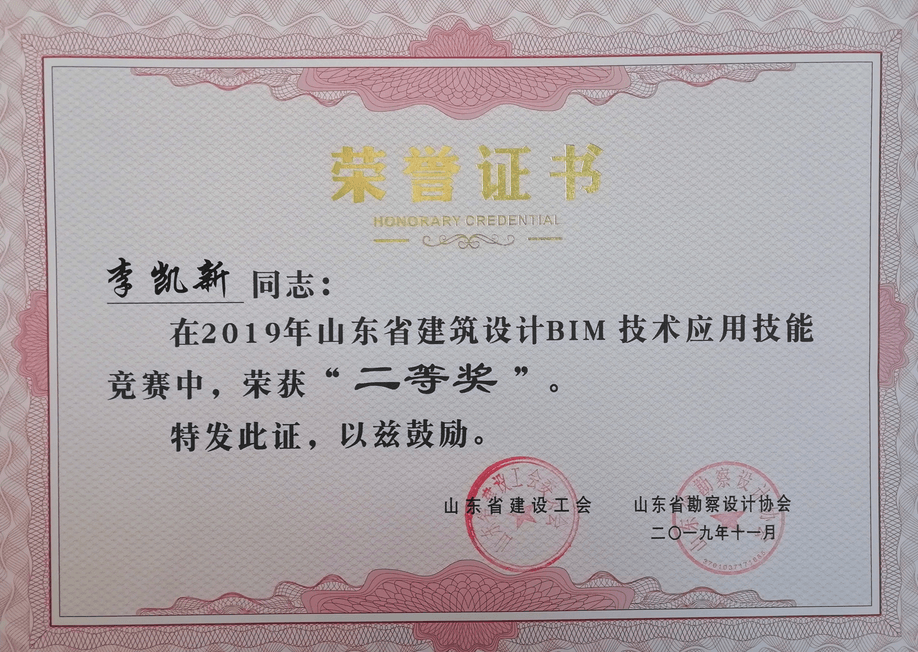 荣誉证书
HONORARY CREDENTIAL
李凯新 同志：
在2019年山东省建筑设计BIM 技术应用技能
竞赛中，荣获“二等奖”。
特发此证，以兹鼓励。
山东省建设工会 山东省勘察设计协会
二〇一九年十一月